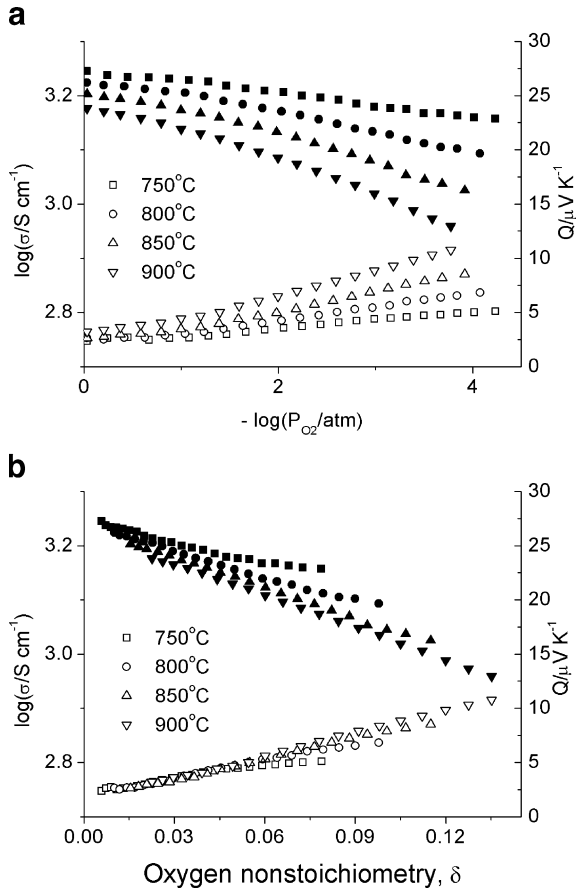 a
30
25
20
15
10
5
0
3.2
3.0
2.8
log(σ/S cm⁻¹)
Q/μV K⁻¹
750°C
800°C
850°C
900°C
0
2
4
- log(P_O2/atm)
b
30
25
20
15
10
5
0
3.2
3.0
2.8
log(σ/S cm⁻¹)
Q/μV K⁻¹
750°C
800°C
850°C
900°C
0.00
0.03
0.06
0.09
0.12
Oxygen nonstoichiometry, δ